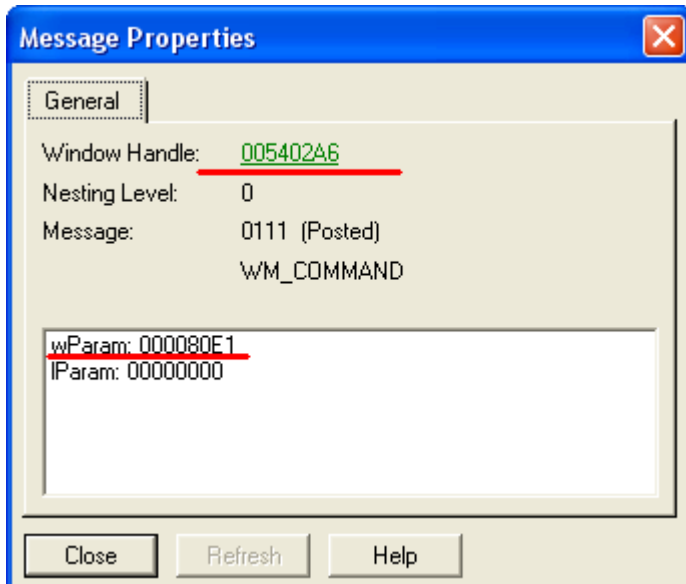 Message Properties
General
Window Handle: 005402A6
Nesting Level: 0
Message: 0111 (Posted)
WM_COMMAND
wParam: 000080E1
lParam: 00000000
Close Refresh Help